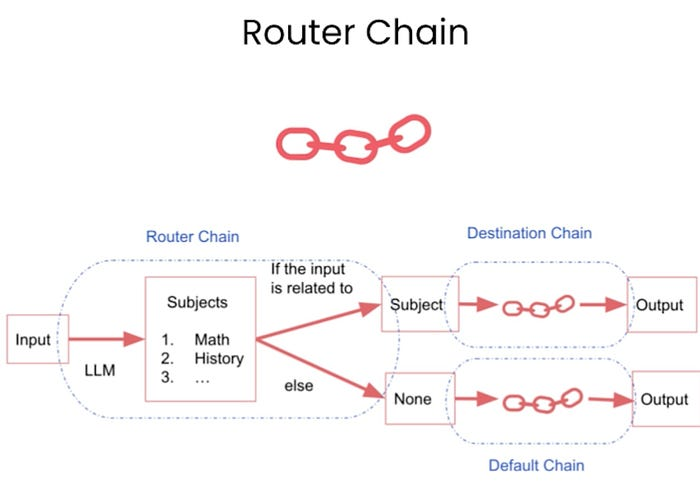 Router Chain
Router Chain
Destination Chain
If the input
is related to
Subjects
1. Math
2. History
3. ...
Input
LLM
else
Subject
Output
None
Output
Default Chain